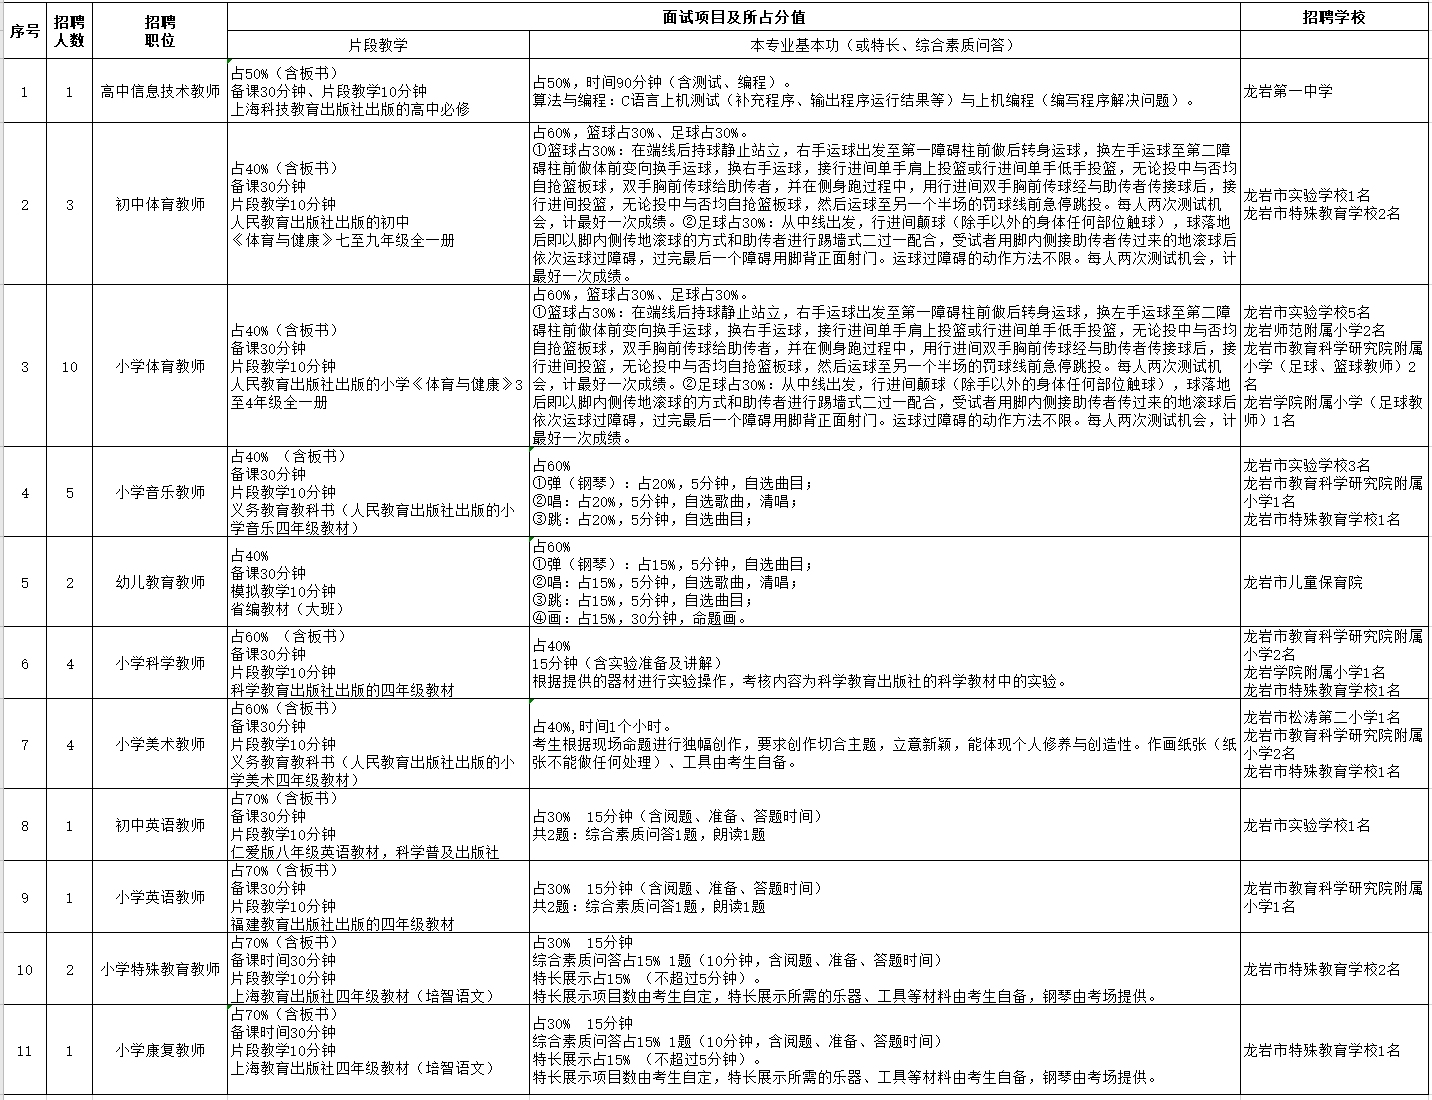 序号
招聘
人数
招聘
职位
面试项目及所占分值
招聘学校
片段教学
本专业基本功（或特长、综合素质问答）
1
1
高中信息技术教师
占50%（含板书）
备课30分钟、片段教学10分钟
上海科技教育出版社出版的高中必修
占50%，时间90分钟（含测试、编程）。
算法与编程：C语言上机测试（补充程序、输出程序运行结果等）与上机编程（编写程序解决问题）。
龙岩第一中学
2
3
初中体育教师
占40%（含板书）
备课30分钟
片段教学10分钟
人民教育出版社出版的初中
《体育与健康》七至九年级全一册
占60%，篮球占30%、足球占30%。
①篮球占30%：在端线后持球静止站立，右手运球出发至第一障碍柱前做后转身运球，换左手运球至第二障
碍柱前做体前变向换手运球，换右手运球，接行进间单手肩上投篮或行进间单手低手投篮，无论投中与否均
自抢篮板球，双手胸前传球给助传者，并在侧身跑过程中，用行进间双手胸前传球经与助传者传接球后，接
行进间投篮，无论投中与否均自抢篮板球，然后运球至另一个半场的罚球线前急停跳投。每人两次测试机
会，计最好一次成绩。②足球占30%：从中线出发，行进间颠球（除手以外的身体任何部位触球），球落地
后即以脚内侧传地滚球的方式和助传者进行踢墙式二过一配合，受试者用脚内侧接助传者传过来的地滚球后
依次运球过障碍，过完最后一个障碍用脚背正面射门。运球过障碍的动作方法不限。每人两次测试机会，计
最好一次成绩。
龙岩市实验学校1名
龙岩市特殊教育学校2名
3
10
小学体育教师
占40%（含板书）
备课30分钟
片段教学10分钟
人民教育出版社出版的小学《体育与健康》3
至4年级全一册
占60%，篮球占30%、足球占30%。
①篮球占30%：在端线后持球静止站立，右手运球出发至第一障碍柱前做后转身运球，换左手运球至第二障
碍柱前做体前变向换手运球，换右手运球，接行进间单手肩上投篮或行进间单手低手投篮，无论投中与否均
自抢篮板球，双手胸前传球给助传者，并在侧身跑过程中，用行进间双手胸前传球经与助传者传接球后，接
行进间投篮，无论投中与否均自抢篮板球，然后运球至另一个半场的罚球线前急停跳投。每人两次测试机
会，计最好一次成绩。②足球占30%：从中线出发，行进间颠球（除手以外的身体任何部位触球），球落地
后即以脚内侧传地滚球的方式和助传者进行踢墙式二过一配合，受试者用脚内侧接助传者传过来的地滚球后
依次运球过障碍，过完最后一个障碍用脚背正面射门。运球过障碍的动作方法不限。每人两次测试机会，计
最好一次成绩。
龙岩市实验学校5名
龙岩师范附属小学2名
龙岩市教育科学研究院附属
小学（足球、篮球教师）2
名
龙岩学院附属小学（足球教
师）1名
4
5
小学音乐教师
占40% （含板书）
备课30分钟
片段教学10分钟
义务教育教科书（人民教育出版社出版的小
学音乐四年级教材）
占60%
①弹（钢琴）：占20%，5分钟，自选曲目；
②唱：占20%，5分钟，自选歌曲，清唱；
③跳：占20%，5分钟，自选曲目；
龙岩市实验学校3名
龙岩市教育科学研究院附属
小学1名
龙岩市特殊教育学校1名
5
2
幼儿教育教师
占40%
备课30分钟
模拟教学10分钟
省编教材（大班）
占60%
①弹（钢琴）：占15%，5分钟，自选曲目；
②唱：占15%，5分钟，自选歌曲，清唱；
③跳：占15%，5分钟，自选曲目；
④画：占15%，30分钟，命题画。
龙岩市儿童保育院
6
4
小学科学教师
占60% （含板书）
备课30分钟
片段教学10分钟
科学教育出版社出版的四年级教材
占40%
15分钟（含实验准备及讲解）
根据提供的器材进行实验操作，考核内容为科学教育出版社的科学教材中的实验。
龙岩市教育科学研究院附属
小学2名
龙岩学院附属小学1名
龙岩市特殊教育学校1名
7
4
小学美术教师
占60%（含板书）
备课30分钟
片段教学10分钟
义务教育教科书（人民教育出版社出版的小
学美术四年级教材）
占40%,时间1个小时。
考生根据现场命题进行独幅创作，要求创作切合主题，立意新颖，能体现个人修养与创造性。作画纸张（纸
张不能做任何处理）、工具由考生自备。
龙岩市松涛第二小学1名
龙岩市教育科学研究院附属
小学2名
龙岩市特殊教育学校1名
8
1
初中英语教师
占70%（含板书）
备课30分钟
片段教学10分钟
仁爱版八年级英语教材，科学普及出版社
占30% 15分钟（含阅题、准备、答题时间）
共2题：综合素质问答1题，朗读1题
龙岩市实验学校1名
9
1
小学英语教师
占70%（含板书）
备课30分钟
片段教学10分钟
福建教育出版社出版的四年级教材
占30% 15分钟（含阅题、准备、答题时间）
共2题：综合素质问答1题，朗读1题
龙岩市教育科学研究院附属
小学1名
10
2
小学特殊教育教师
占70%（含板书）
备课时间30分钟
片段教学10分钟
上海教育出版社四年级教材（培智语文）
占30% 15分钟
综合素质问答占15% 1题（10分钟，含阅题、准备、答题时间）
特长展示占15% （不超过5分钟）。
特长展示项目数由考生自定，特长展示所需的乐器、工具等材料由考生自备，钢琴由考场提供。
龙岩市特殊教育学校2名
11
1
小学康复教师
占70%（含板书）
备课时间30分钟
片段教学10分钟
上海教育出版社四年级教材（培智语文）
占30% 15分钟
综合素质问答占15% 1题（10分钟，含阅题、准备、答题时间）
特长展示占15% （不超过5分钟）。
特长展示项目数由考生自定，特长展示所需的乐器、工具等材料由考生自备，钢琴由考场提供。
龙岩市特殊教育学校1名